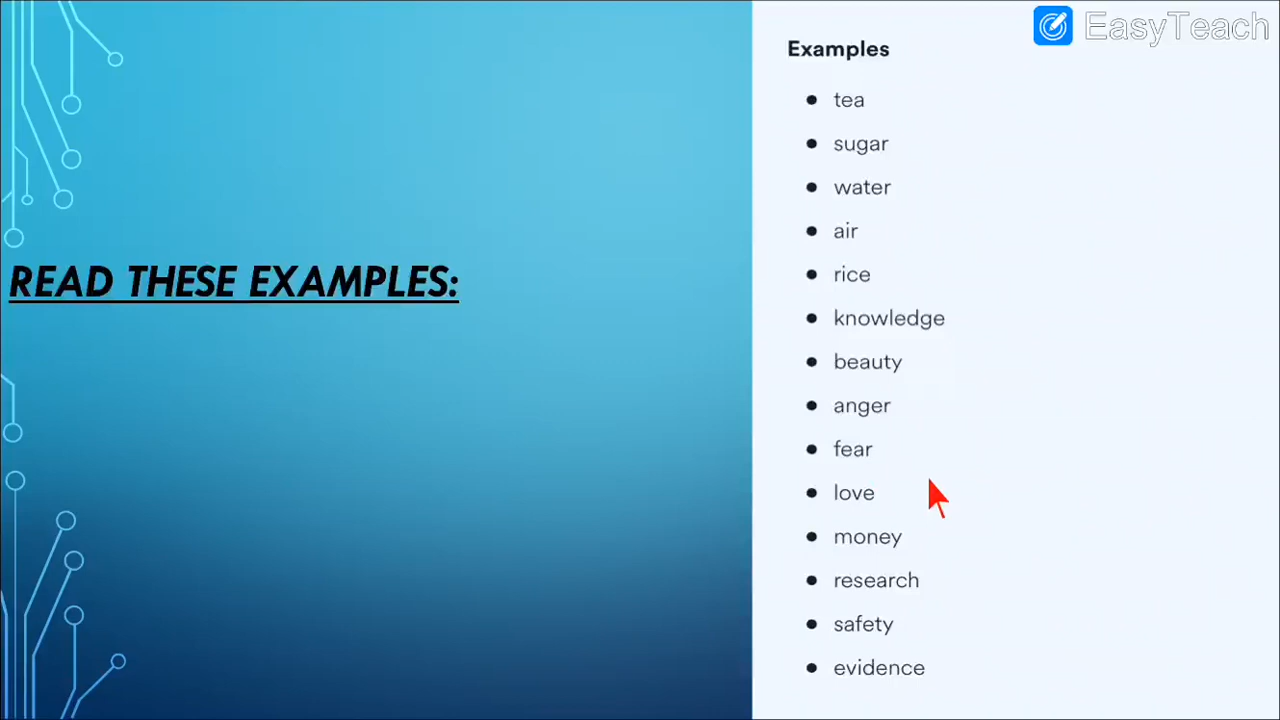 EasyTeach
Examples
tea
sugar
water
air
rice
READ THESE EXAMPLES:
knowledge
beauty
anger
fear
love
money
research
safety
evidence